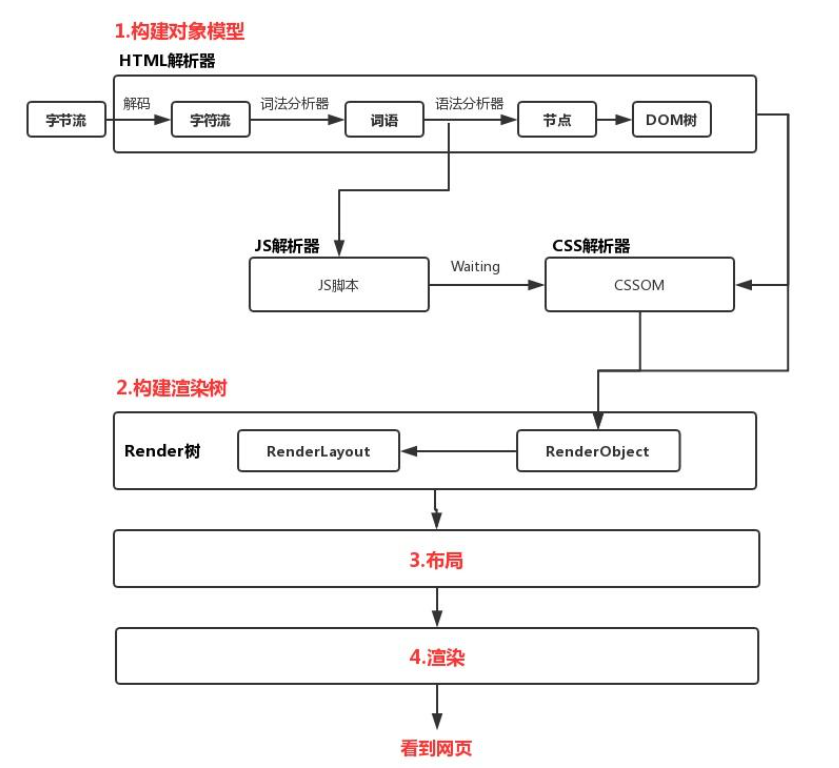 1.构建对象模型
HTML解析器
字节流
解码
字符流
词法分析器
词语
语法分析器
节点
DOM树
JS解析器
JS脚本
Waiting
CSS解析器
CSSOM
2.构建渲染树
Render树
RenderLayout
RenderObject
3.布局
4.渲染
看到网页